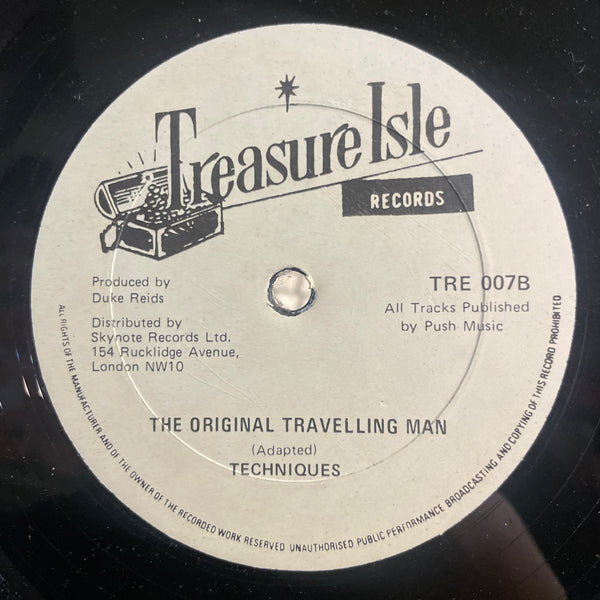 Treasure Isle
RECORDS
Produced by
Duke Reids
Distributed by
Skynote Records Ltd.
154 Rucklidge Avenue,
London NW10
TRE 007B
All Tracks Published
by Push Music
THE ORIGINAL TRAVELLING MAN
(Adapted)
TECHNIQUES
ALL RIGHTS OF THE MANUFACTURER AND OF THE OWNER OF THE RECORDED WORK RESERVED UNAUTHORISED PUBLIC PERFORMANCE BROADCASTING AND COPYING OF THIS RECORD PROHIBITED